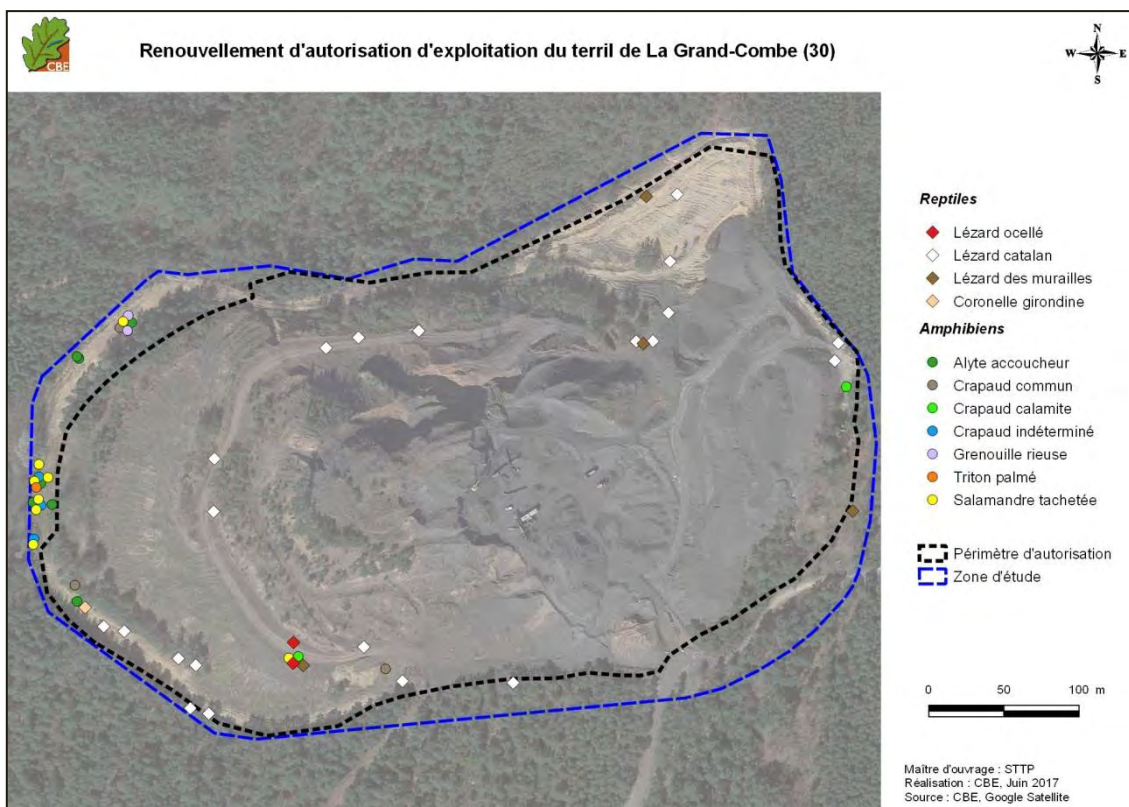 CBE
Renouvellement d'autorisation d'exploitation du terril de La Grand-Combe (30)
N
W E
S
Reptiles
Lézard ocellé
Lézard catalan
Lézard des murailles
Coronelle girondine
Amphibiens
Alyte accoucheur
Crapaud commun
Crapaud calamite
Crapaud indéterminé
Grenouille rieuse
Triton palmé
Salamandre tachetée
Périmètre d'autorisation
Zone d'étude
0 50 100 m
Maître d'ouvrage : STTP
Réalisation : CBE, Juin 2017
Source : CBE, Google Satellite